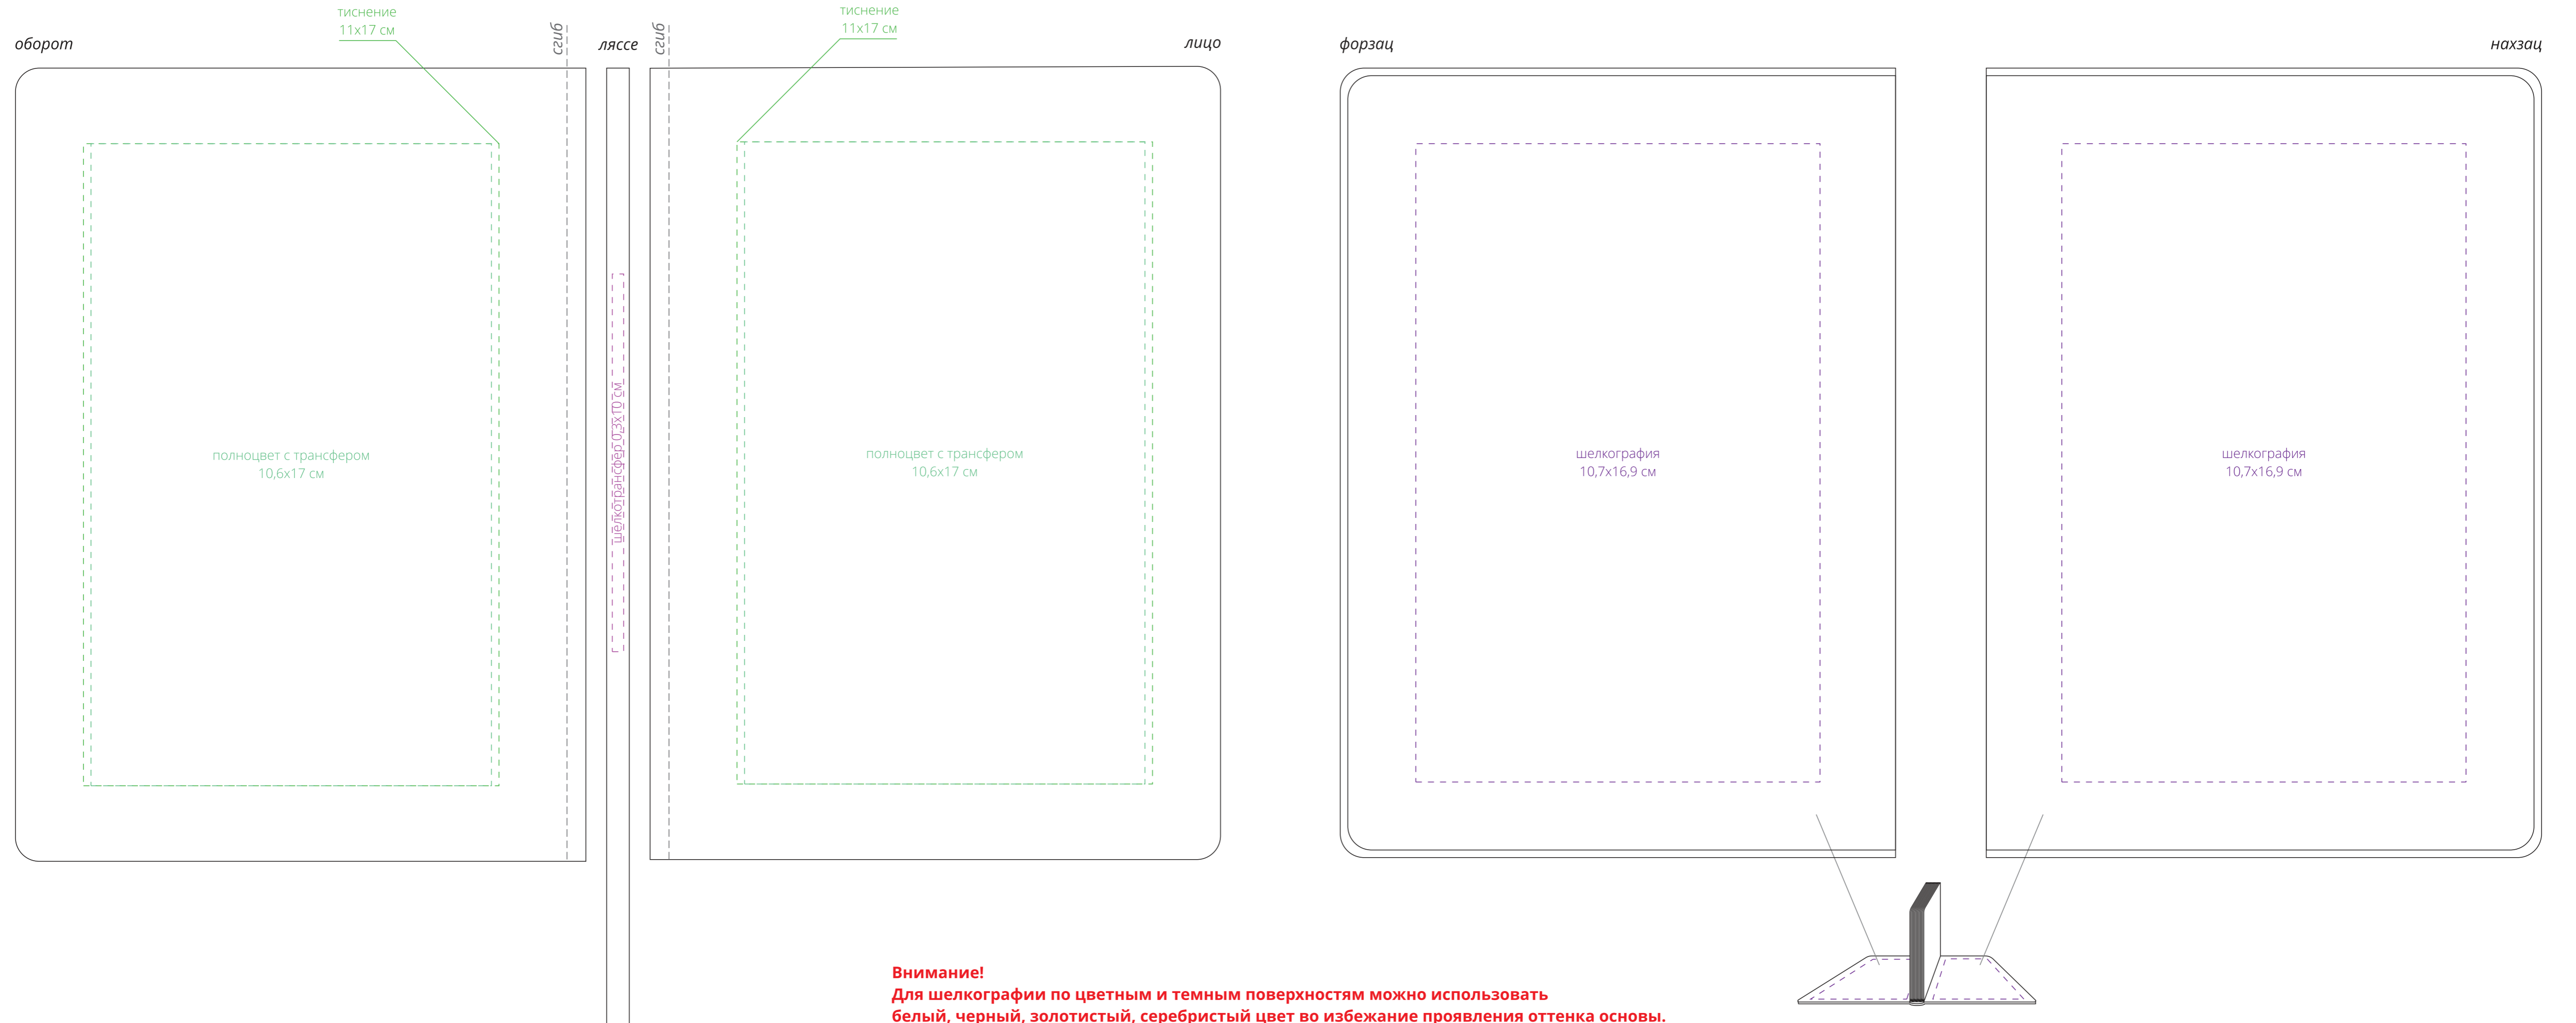 оборот
тиснение
11х17 см
сгиб
ляссе
сгиб
тиснение
11х17 см
лицо
форзац
нахзац
полноцвет с трансфером
10,6х17 см
шелкотрансфер 0,3х10 см
полноцвет с трансфером
10,6х17 см
шелкография
10,7х16,9 см
шелкография
10,7х16,9 см
Внимание!
Для шелкографии по цветным и темным поверхностям можно использовать
белый, черный, золотистый, серебристый цвет во избежание проявления оттенка основы.